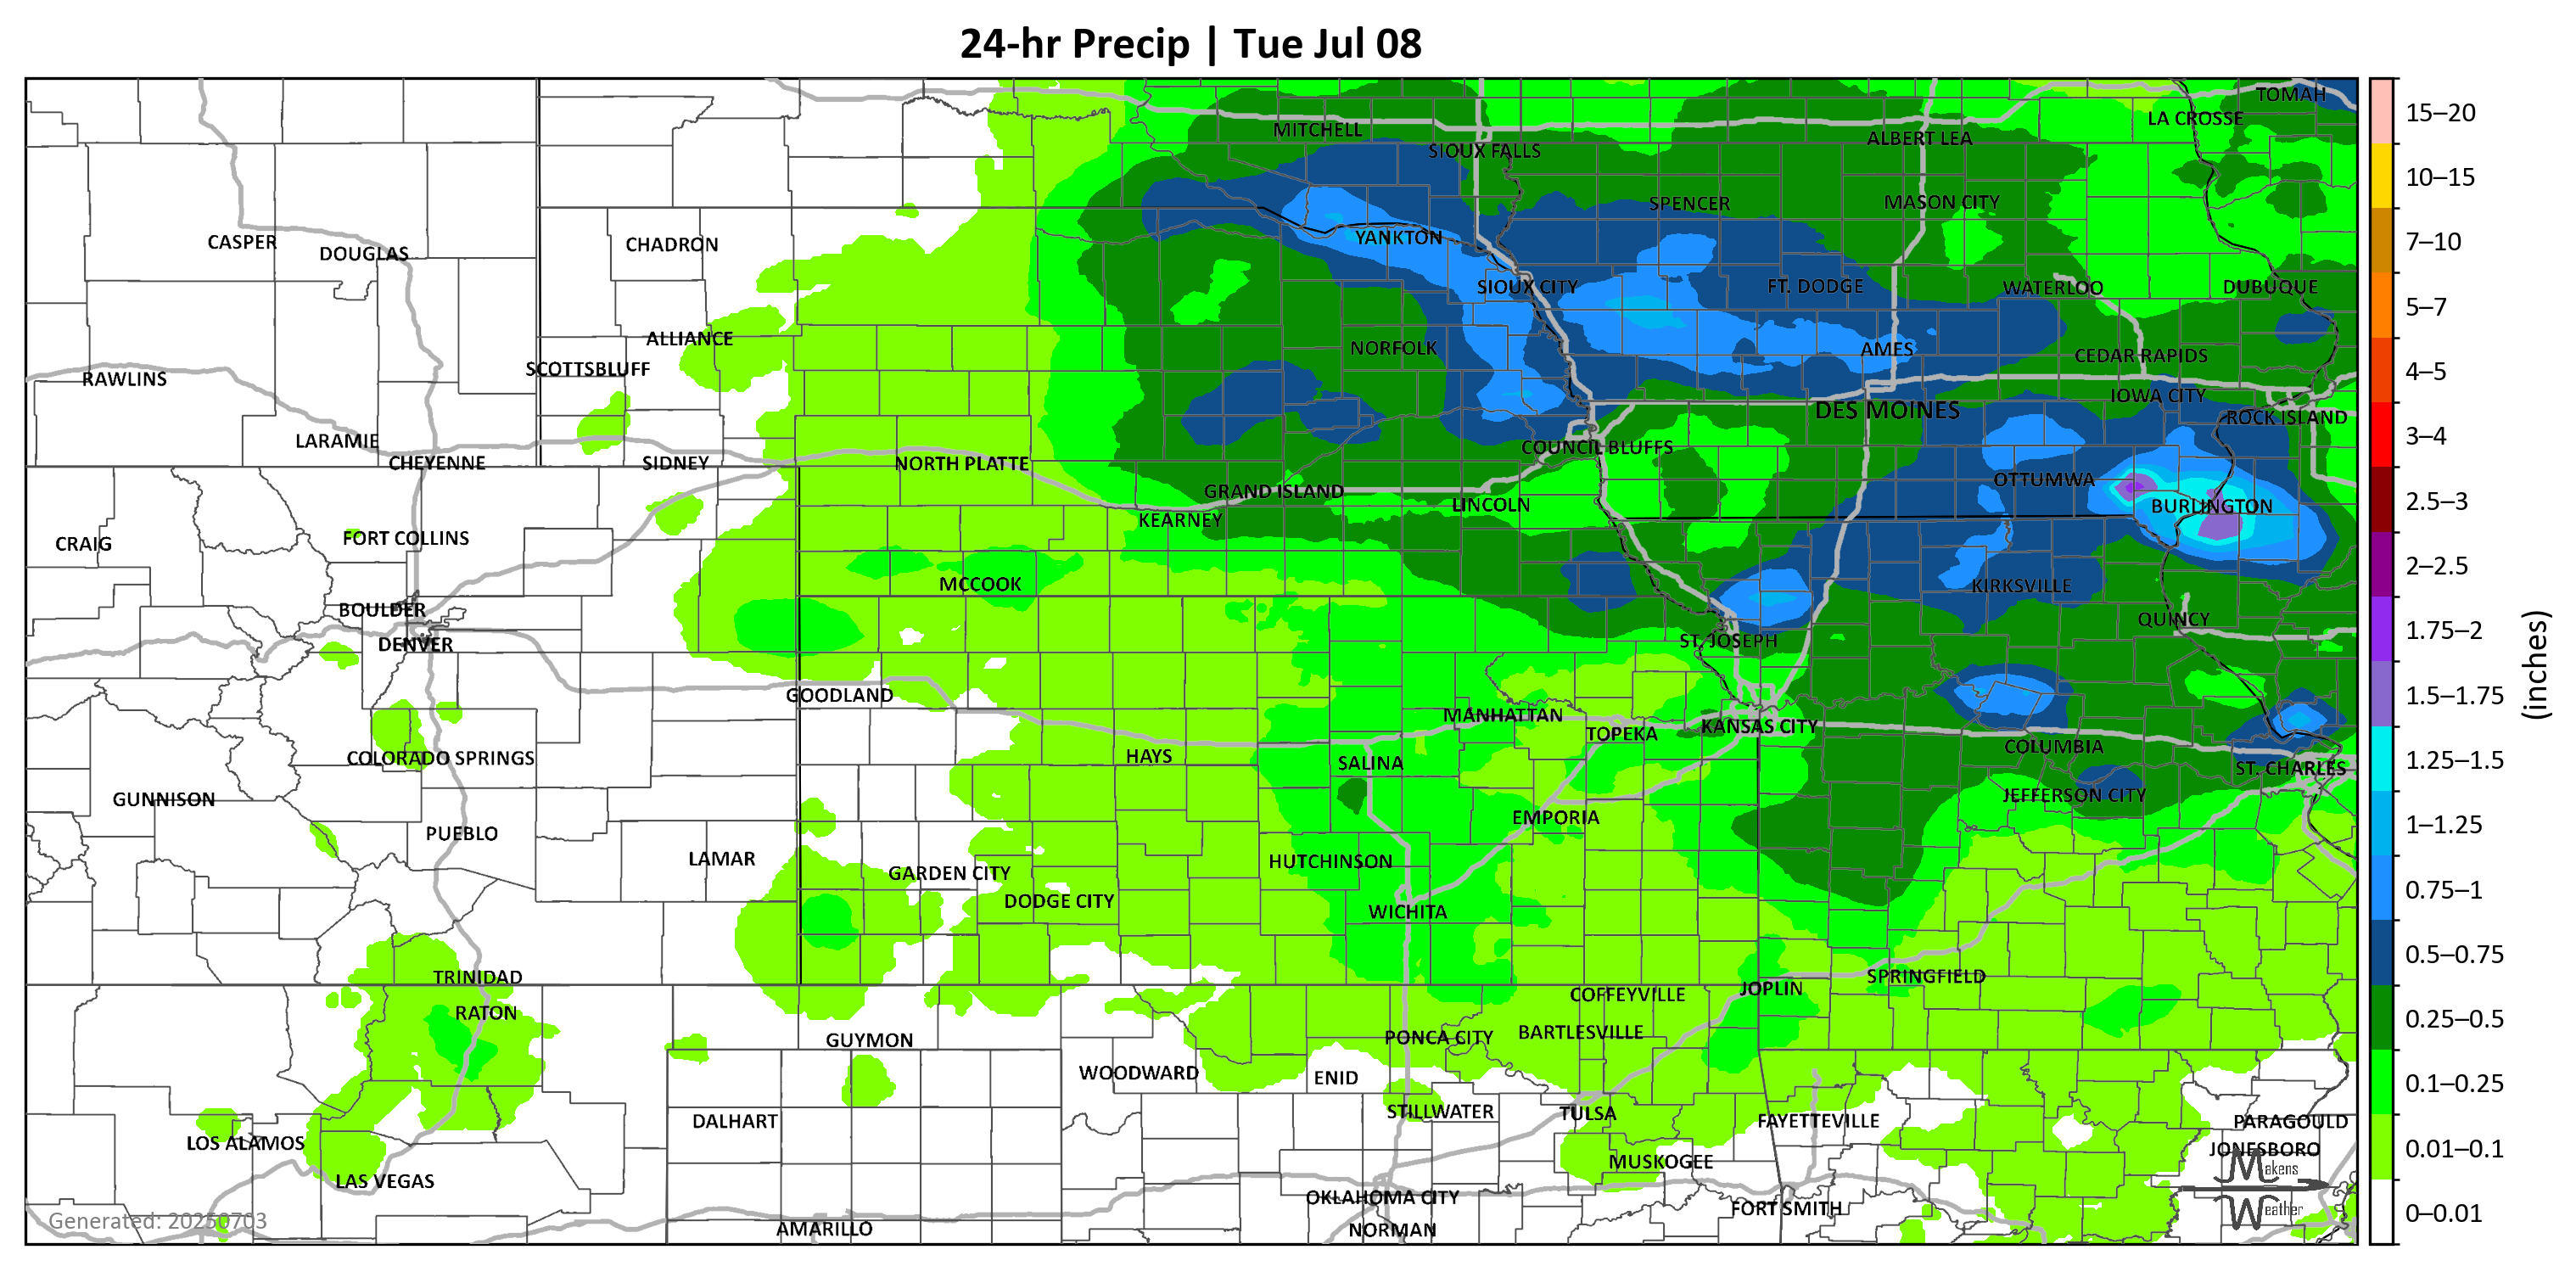 24-hr Precip | Tue Jul 08
TOMAH
LA CROSSE
MITCHELL
ALBERT LEA
SIOUX FALLS
SPENCER
MASON CITY
CASPER
DOUGLAS
CHADRON
YANKTON
SIOUX CITY
FT. DODGE
WATERLOO
DUBUQUE
ALLIANCE
NORFOLK
AMES
CEDAR RAPIDS
SCOTTSBLUFF
RAWLINS
IOWA CITY
DES MOINES
ROCK ISLAND
LARAMIE
COUNCIL BLUFFS
CHEYENNE
SIDNEY
NORTH PLATTE
OTTUMWA
GRAND ISLAND
LINCOLN
BURLINGTON
KEARNEY
FORT COLLINS
CRAIG
MCCOOK
KIRKSVILLE
BOULDER
QUINCY
DENVER
ST. JOSEPH
GOODLAND
MANHATTAN
KANSAS CITY
TOPEKA
COLUMBIA
HAYS
COLORADO SPRINGS
SALINA
ST. CHARLES
GUNNISON
JEFFERSON CITY
EMPORIA
PUEBLO
LAMAR
HUTCHINSON
GARDEN CITY
DODGE CITY
WICHITA
TRINIDAD
SPRINGFIELD
JOPLIN
COFFEYVILLE
RATON
BARTLESVILLE
PONCA CITY
GUYMON
WOODWARD
ENID
STILLWATER
TULSA
DALHART
FAYETTEVILLE
PARAGOULD
LOS ALAMOS
JONESBORO
MUSKOGEE
Makens
LAS VEGAS
OKLAHOMA CITY
FORT SMITH
Weather
Generated: 20250703
AMARILLO
NORMAN
15–20
10–15
7–10
5–7
4–5
3–4
2.5–3
2–2.5
1.75–2
1.5–1.75
1.25–1.5
1–1.25
0.75–1
0.5–0.75
0.25–0.5
0.1–0.25
0.01–0.1
0–0.01
(inches)